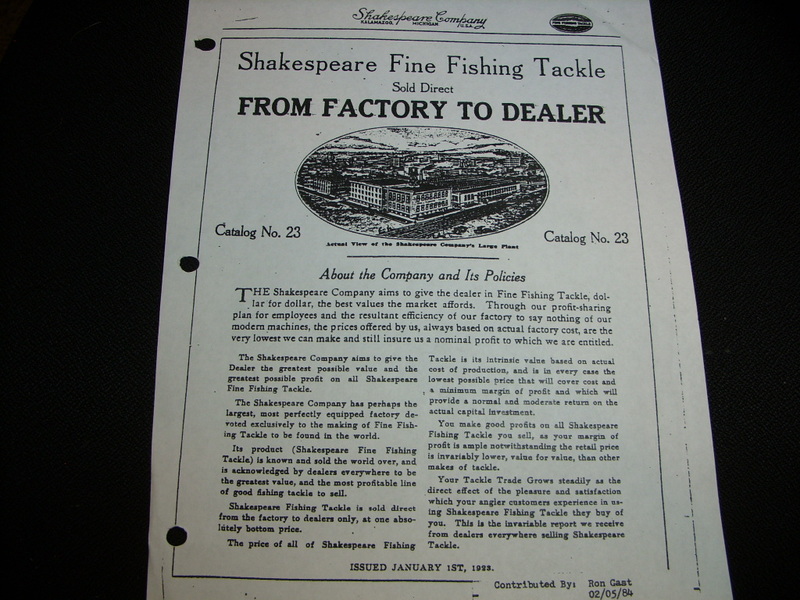 Shakespeare Company
KALAMAZOO, MICHIGAN U.S.A.
FINE FISHING TACKLE
Shakespeare Fine Fishing Tackle
Sold Direct
FROM FACTORY TO DEALER
Catalog No. 23
Actual View of the Shakespeare Company's Large Plant
Catalog No. 23
About the Company and Its Policies
THE Shakespeare Company aims to give the dealer in Fine Fishing Tackle, dol-
lar for dollar, the best values the market affords. Through our profit-sharing
plan for employees and the resultant efficiency of our factory to say nothing of our
modern machines, the prices offered by us, always based on actual factory cost, are the
very lowest we can make and still insure us a nominal profit to which we are entitled.
The Shakespeare Company aims to give the
Dealer the greatest possible value and the
greatest possible profit on all Shakespeare
Fine Fishing Tackle.
The Shakespeare Company has perhaps the
largest, most perfectly equipped factory de-
voted exclusively to the making of Fine Fish-
ing Tackle to be found in the world.
Its product (Shakespeare Fine Fishing
Tackle) is known and sold the world over, and
is acknowledged by dealers everywhere to be
the greatest value, and the most profitable line
of good fishing tackle to sell.
Shakespeare Fishing Tackle is sold direct
from the factory to dealers only, at one abso-
lutely bottom price.
The price of all of Shakespeare Fishing
Tackle is its intrinsic value based on actual
cost of production, and is in every case the
lowest possible price that will cover cost and
a minimum margin of profit and which will
provide a normal and moderate return on the
actual capital investment.
You make good profits on all Shakespeare
Fishing Tackle you sell, as your margin of
profit is ample notwithstanding the retail price
is invariably lower, value for value, than other
makes of tackle.
Your Tackle Trade Grows steadily as the
direct effect of the pleasure and satisfaction
which your angler customers experience in us-
ing Shakespeare Fishing Tackle they buy of
you. This is the invariable report we receive
from dealers everywhere selling Shakespeare
Tackle.
ISSUED JANUARY 1ST, 1923.
Contributed By: Ron Gast
02/05/84